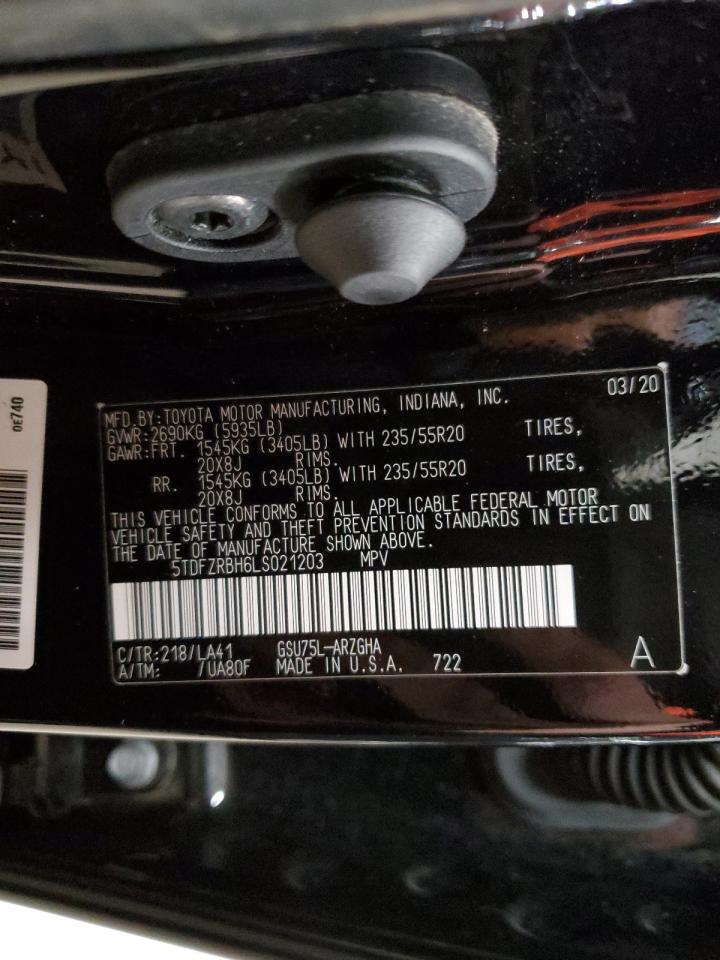 0E740
MFD.BY:TOYOTA MOTOR MANUFACTURING, INDIANA, INC. 03/20
GVWR:2690KG (5935LB)
GAWR:FRT. 1545KG (3405LB) WITH 235/55R20 TIRES,
20X8J RIMS.
RR. 1545KG (3405LB) WITH 235/55R20 TIRES,
20X8J RIMS.
THIS VEHICLE CONFORMS TO ALL APPLICABLE FEDERAL MOTOR
VEHICLE SAFETY AND THEFT PREVENTION STANDARDS IN EFFECT ON
THE DATE OF MANUFACTURE SHOWN ABOVE.
5TDFZRBH6LS021203 MPV
C/TR:218/LA41 GSU75L-ARZGHA
A/TM: /UA80F MADE IN U.S.A. 722 A